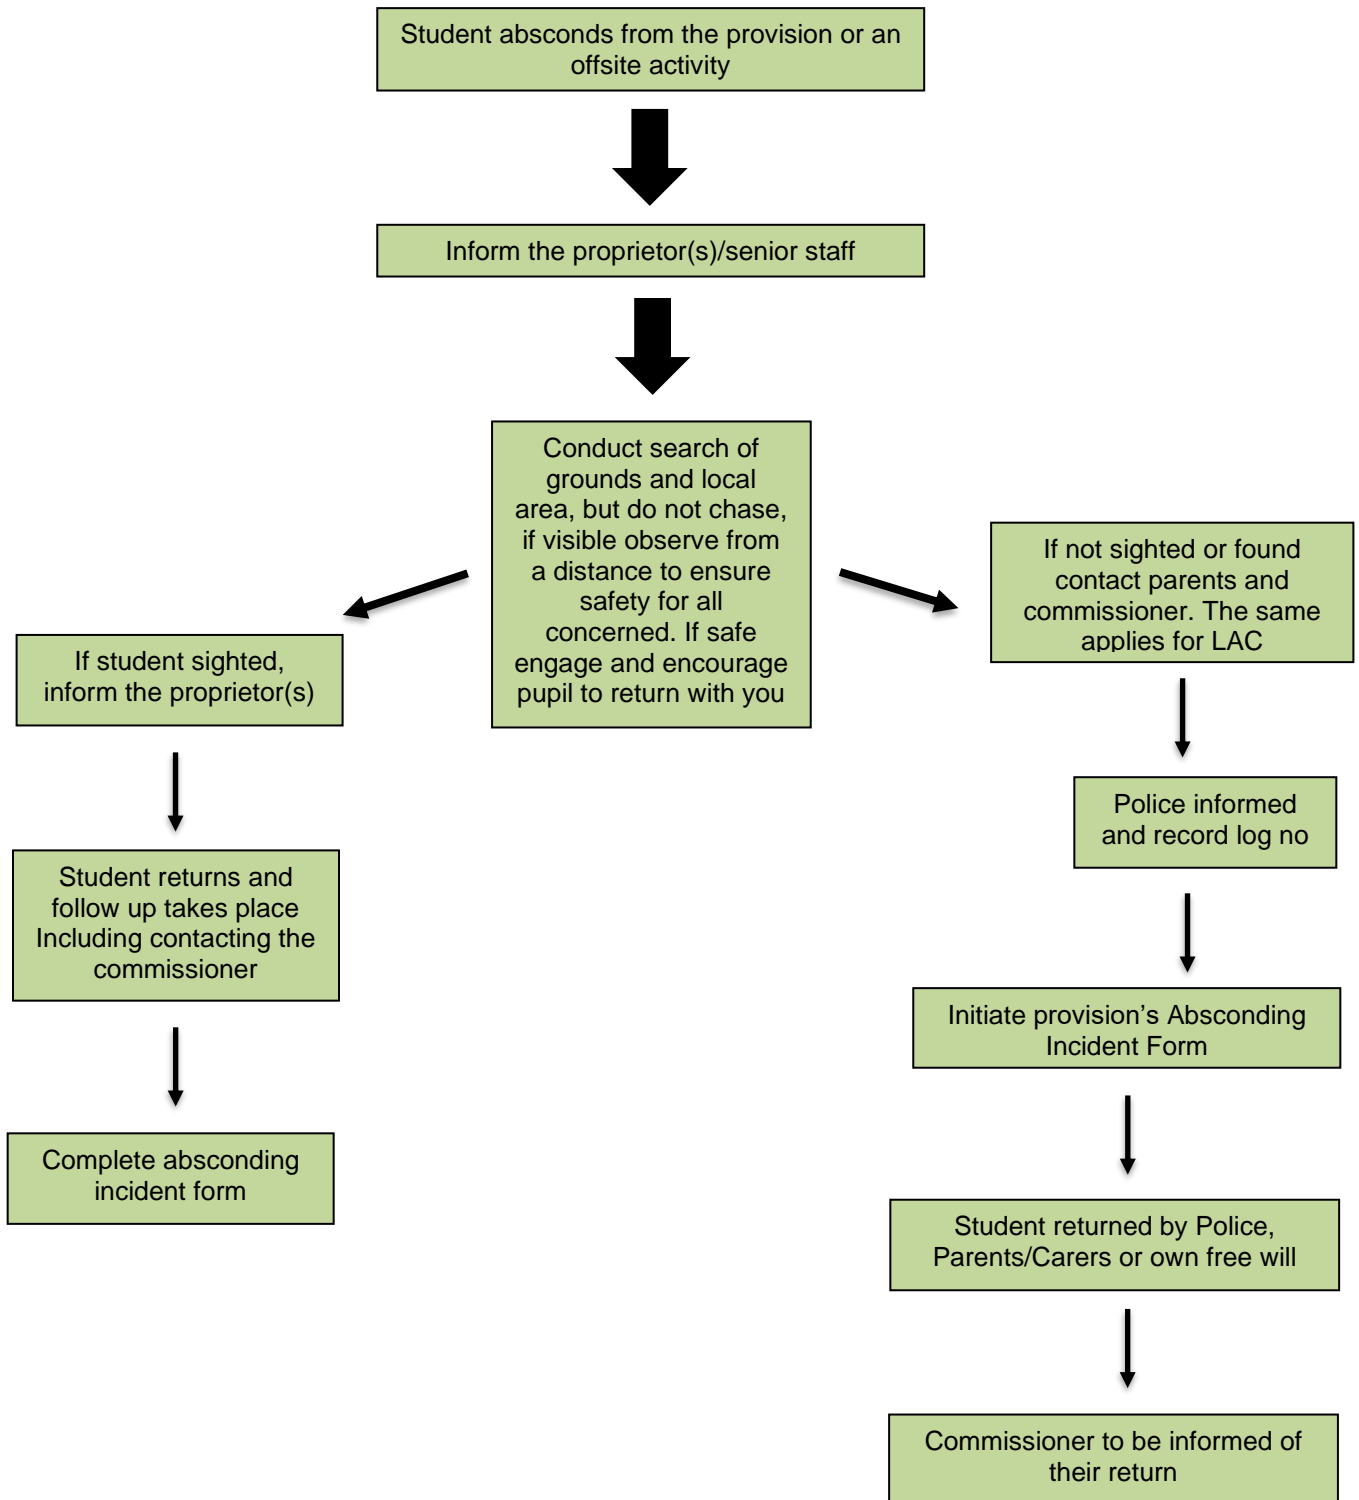 Student absconds from the provision or an
offsite activity
Inform the proprietor(s)/senior staff
Conduct search of
grounds and local
area, but do not chase,
if visible observe from
a distance to ensure
safety for all
concerned. If safe
engage and encourage
pupil to return with you
If student sighted,
inform the proprietor(s)
Student returns and
follow up takes place
Including contacting the
commissioner
Complete absconding
incident form
If not sighted or found
contact parents and
commissioner. The same
applies for LAC
Police informed
and record log no
Initiate provision’s Absconding
Incident Form
Student returned by Police,
Parents/Carers or own free will
Commissioner to be informed of
their return